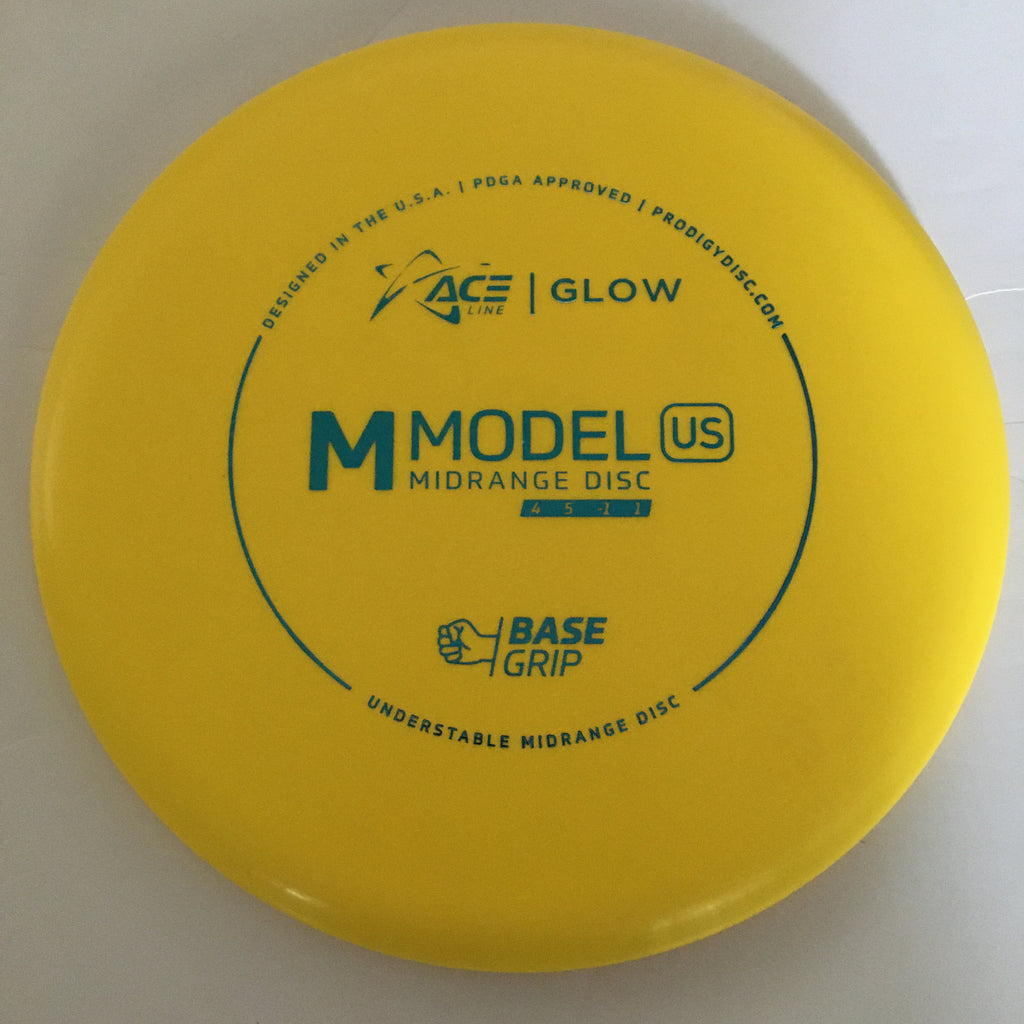 DESIGNED IN THE U.S.A. | PDGA APPROVED | PRODIGYDISC.COM
ACE | GLOW
LINE
M MODEL US
MIDRANGE DISC
4 5 -1 1
BASE
GRIP
UNDERSTABLE MIDRANGE DISC